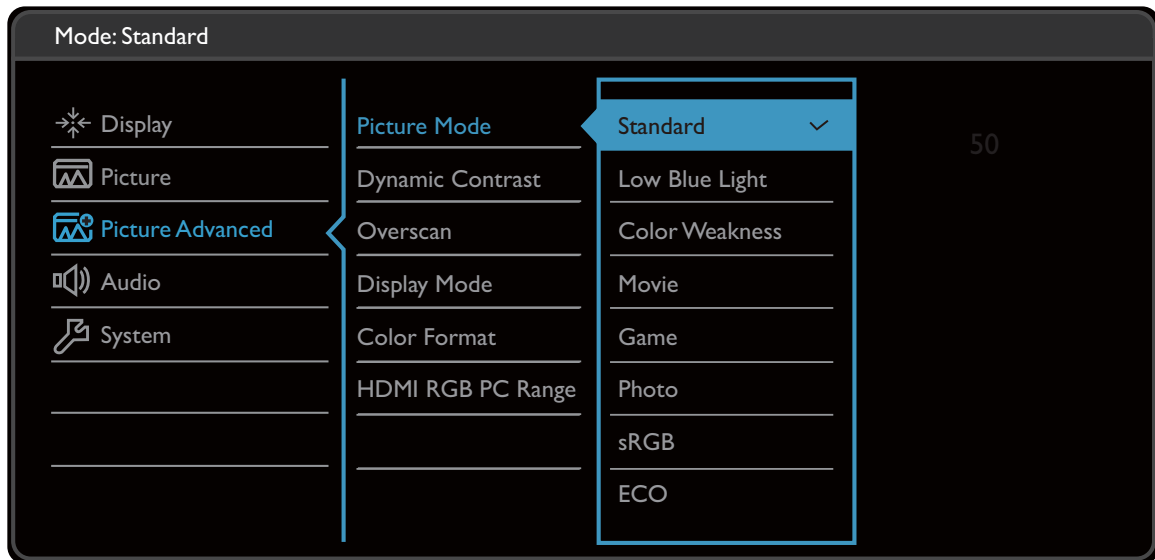 Mode: Standard
Display
Picture
Picture Advanced
Audio
System
Picture Mode
Dynamic Contrast
Overscan
Display Mode
Color Format
HDMI RGB PC Range
Standard
Low Blue Light
Color Weakness
Movie
Game
Photo
sRGB
ECO
50